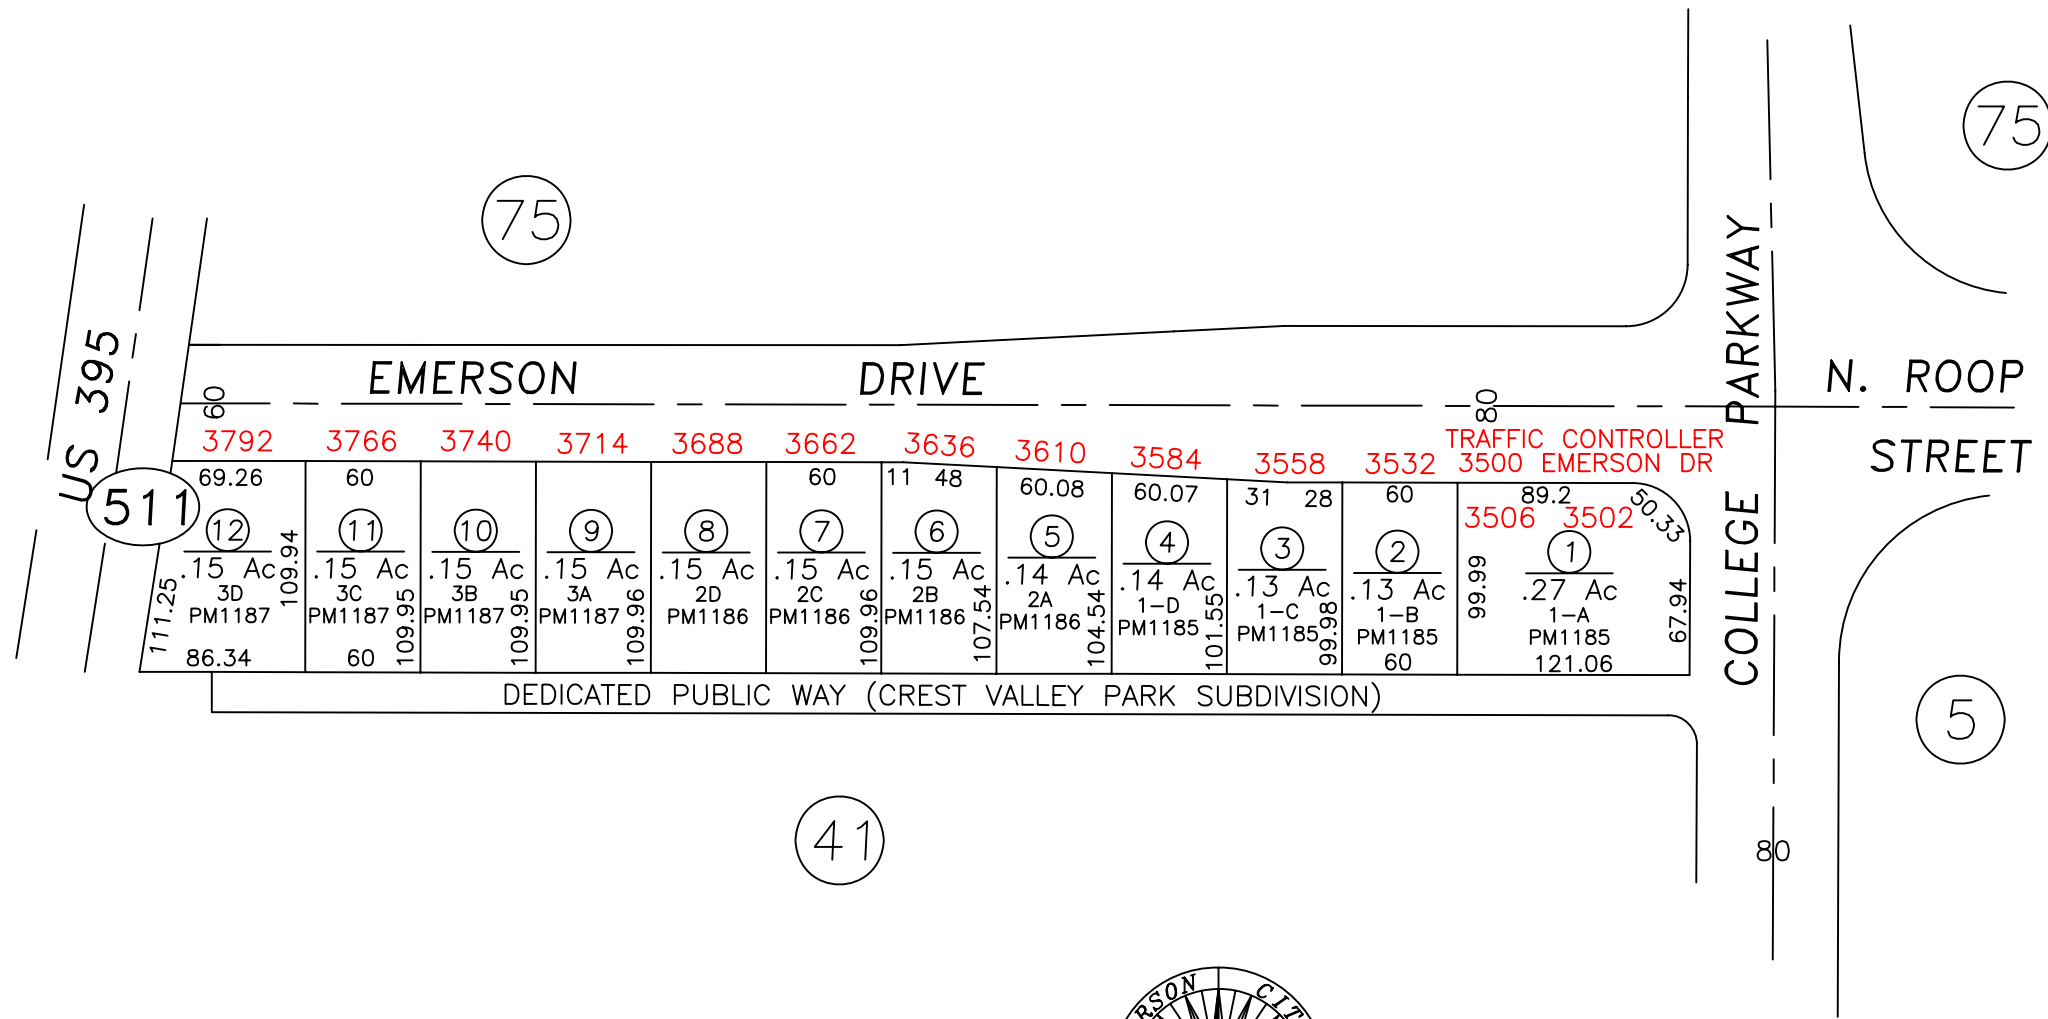 75
75
US 395
EMERSON DRIVE
COLLEGE PARKWAY
N. ROOP
STREET
60
80
3792
3766
3740
3714
3688
3662
3636
3610
3584
3558
3532
TRAFFIC CONTROLLER
3500 EMERSON DR
511
69.26
12
.15 Ac
3D
PM1187
109.94
111.25
86.34
60
11
.15 Ac
3C
PM1187
109.95
60
10
.15 Ac
3B
PM1187
109.95
9
.15 Ac
3A
PM1187
109.96
8
.15 Ac
2D
PM1186
60
7
.15 Ac
2C
PM1186
109.96
11 48
6
.15 Ac
2B
PM1186
107.54
60.08
5
.14 Ac
2A
PM1186
104.54
60.07
4
.14 Ac
1-D
PM1185
101.55
31 28
3
.13 Ac
1-C
PM1185
99.98
60
2
.13 Ac
1-B
PM1185
60
89.2
50.33
3506 3502
99.99
1
.27 Ac
1-A
PM1185
67.94
121.06
DEDICATED PUBLIC WAY (CREST VALLEY PARK SUBDIVISION)
5
41
80
RSON CIT